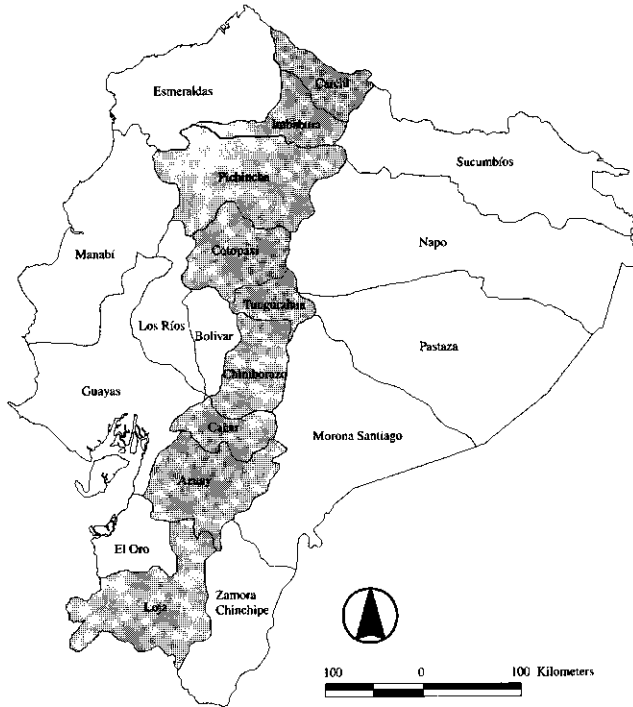 Esmeraldas
Carchi
Imbabura
Sucumbíos
Pichincha
Napo
Manabí
Cotopaxi
Tungurahua
Los Ríos
Bolivar
Pastaza
Chimborazo
Guayas
Cañar
Morona Santiago
Azuay
El Oro
Zamora
Chinchipe
Loja
100 0 100 Kilometers